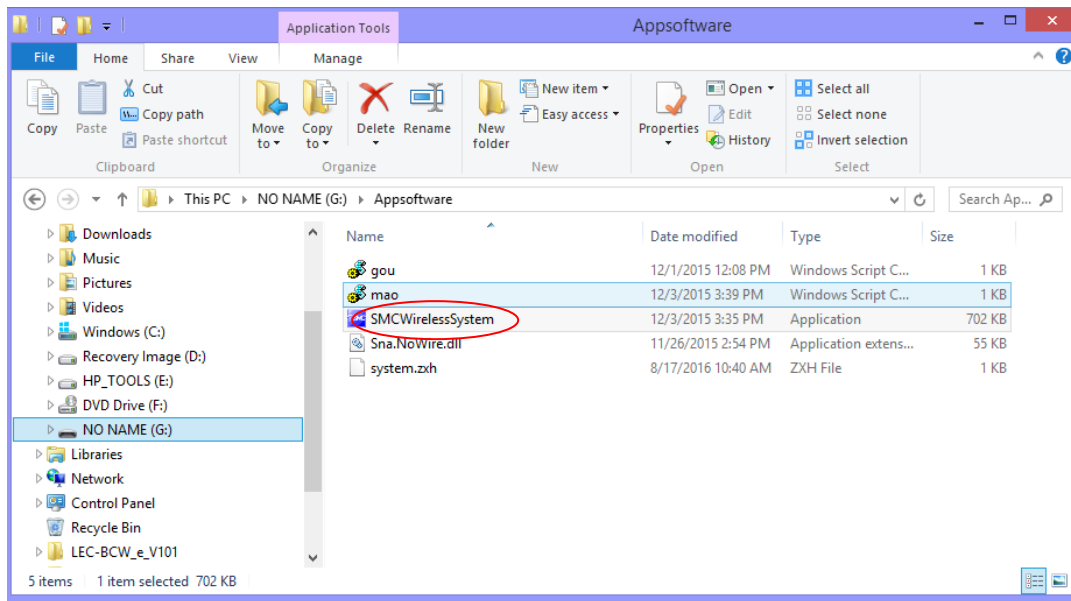 Application Tools
Appsoftware
File Home Share View Manage
Copy
Paste
Cut
Copy path
Paste shortcut
Clipboard
Move to
Copy to
Delete
Rename
Organize
New folder
New item
Easy access
New
Properties
Open
Edit
History
Open
Select all
Select none
Invert selection
Select
This PC NO NAME (G:) Appsoftware
Search Ap...
Downloads
Music
Pictures
Videos
Windows (C:)
Recovery Image (D:)
HP_TOOLS (E:)
DVD Drive (F:)
NO NAME (G:)
Libraries
Network
Control Panel
Recycle Bin
LEC-BCW_e_V101
Name Date modified Type Size
gou 12/1/2015 12:08 PM Windows Script C... 1 KB
mao 12/3/2015 3:39 PM Windows Script C... 1 KB
SMCWirelessSystem 12/3/2015 3:35 PM Application 702 KB
Sna.NoWire.dll 11/26/2015 2:54 PM Application extens... 55 KB
system.zxh 8/17/2016 10:40 AM ZXH File 1 KB
5 items 1 item selected 702 KB